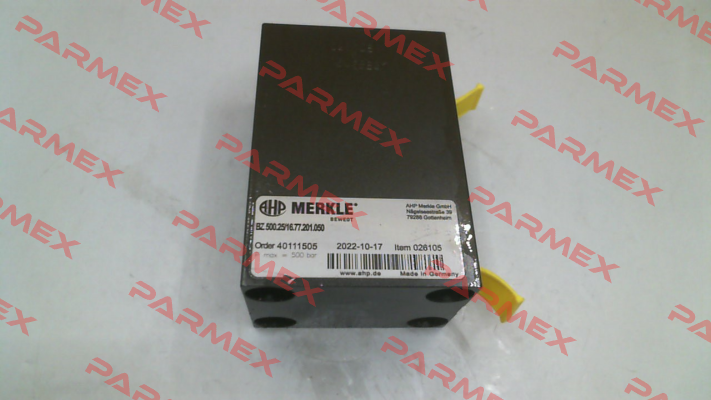 AHP MERKLE
BEWEGT
AHP Merkle GmbH
Nägelseestraße 39
79288 Gottenheim
BZ.500.25/16.77.201.050
Order 40111505 2022-10-17 Item 026105
P max = 500 bar
www.ahp.de Made in Germany
PARMEX
PARMEX
PARMEX
PARMEX
PARMEX
PARMEX
PARMEX
PARMEX
PARMEX
PARMEX
PARMEX
PARMEX